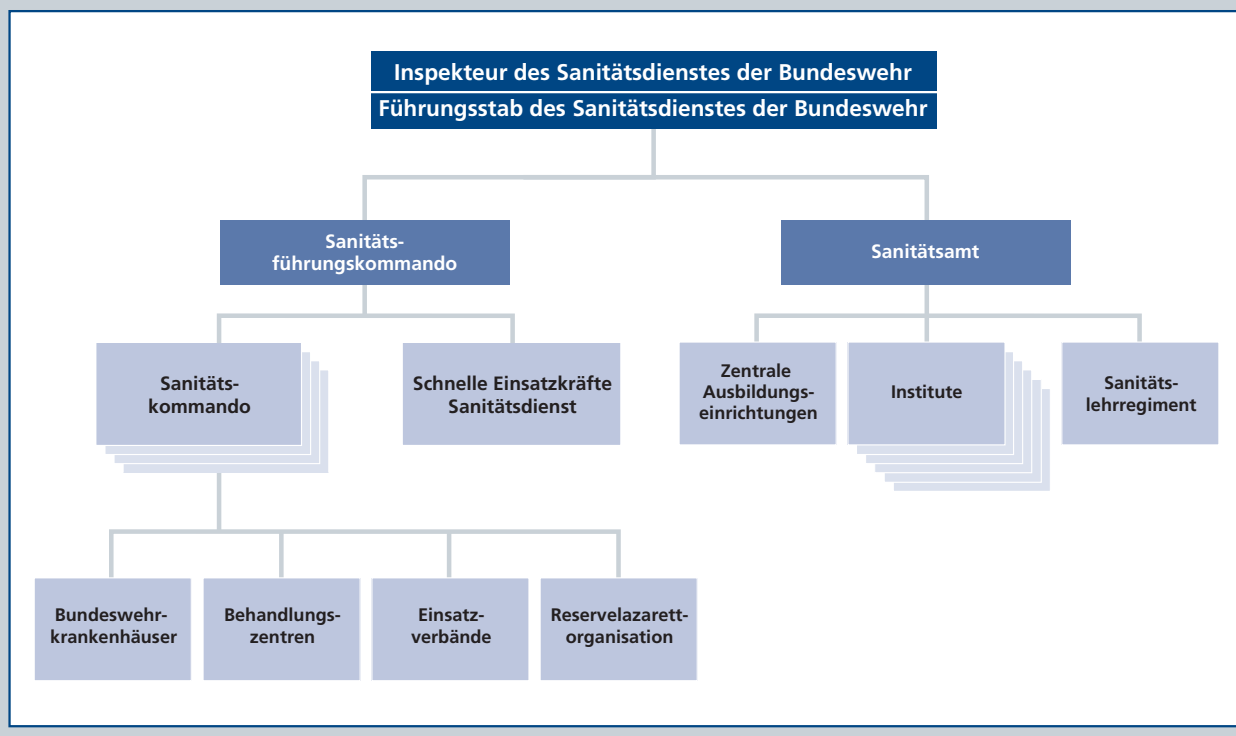 Inspekteur des Sanitätsdienstes der Bundeswehr
Führungsstab des Sanitätsdienstes der Bundeswehr
Sanitäts-
führungskommando
Sanitätsamt
Sanitäts-
kommando
Schnelle Einsatzkräfte
Sanitätsdienst
Zentrale
Ausbildungs-
einrichtungen
Institute
Sanitäts-
lehrregiment
Bundeswehr-
krankenhäuser
Behandlungs-
zentren
Einsatz-
verbände
Reservelazarett-
organisation